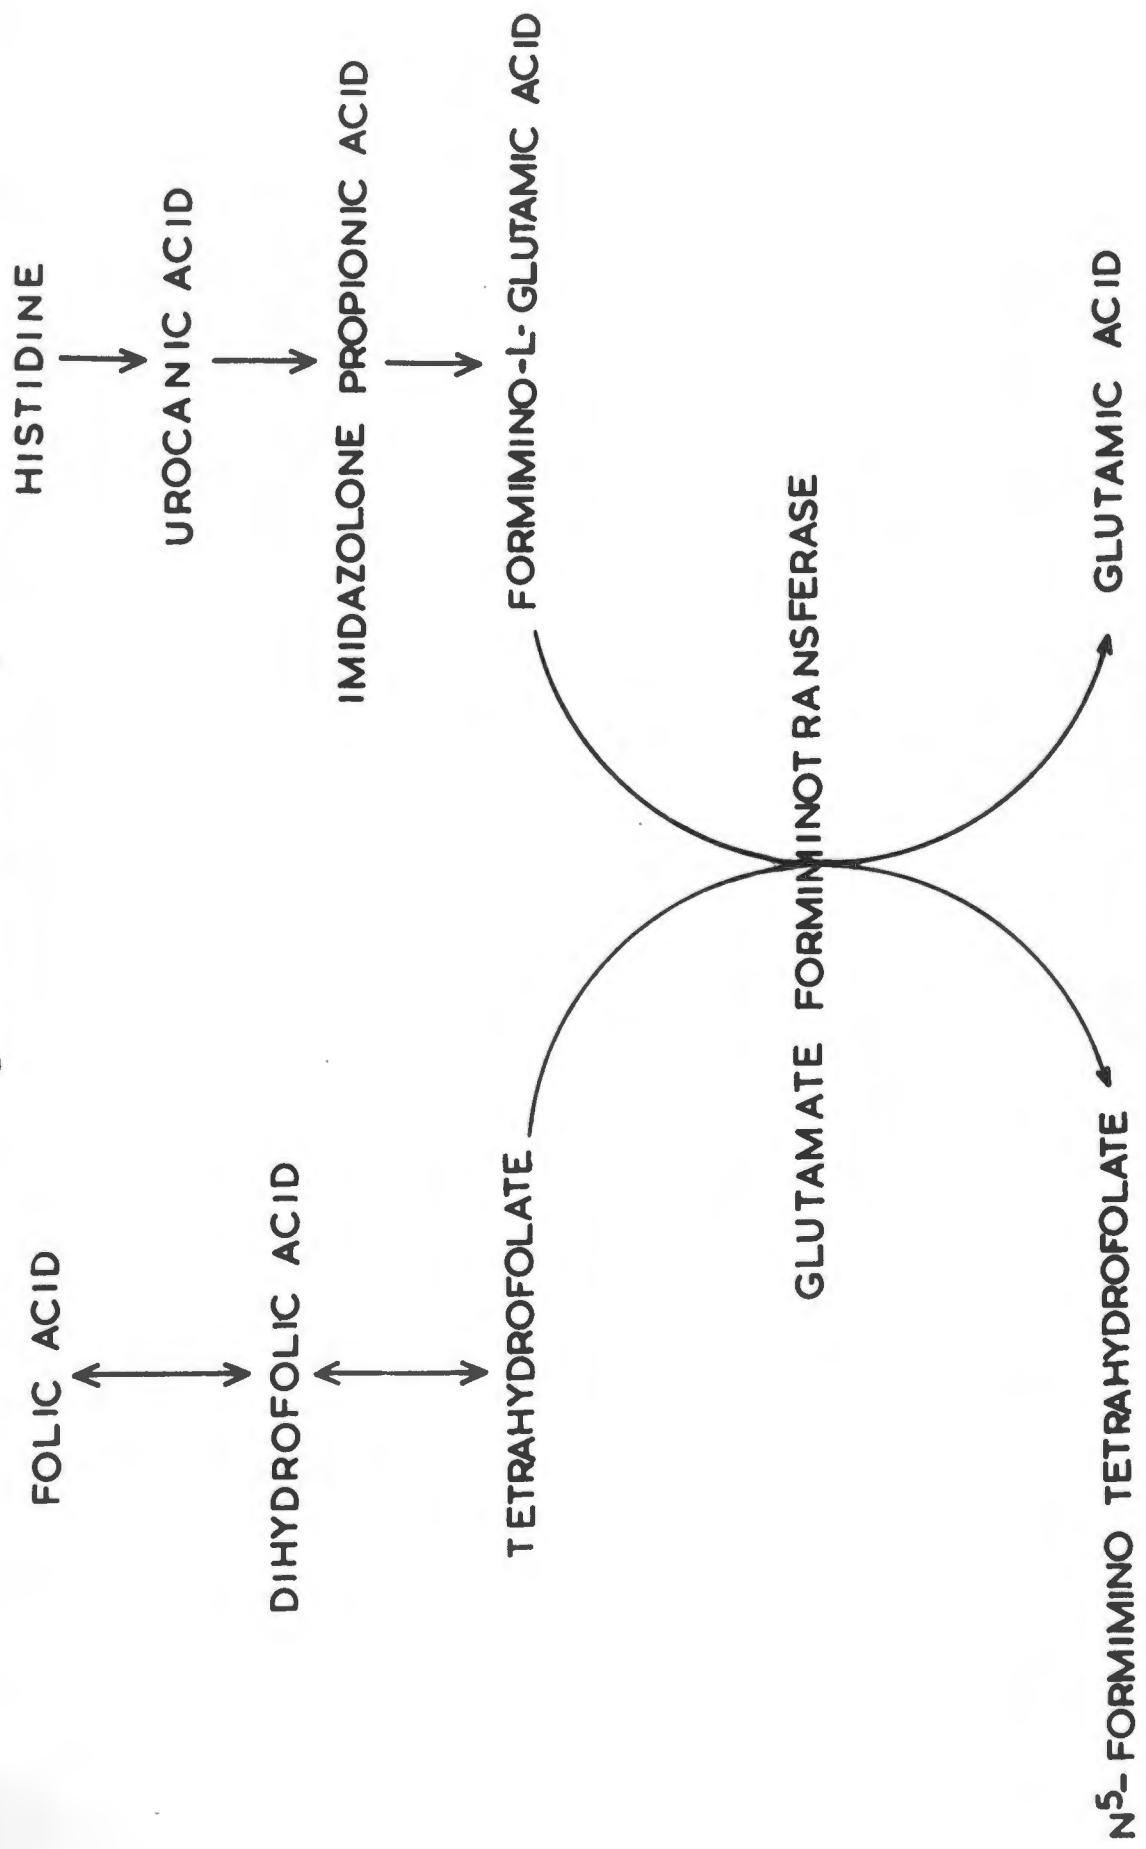 FOLIC ACID
HISTIDINE
DIHYDROFOLIC ACID
UROCANIC ACID
IMIDAZOLONE PROPIONIC ACID
TETRAHYDROFOLATE
FORMIMINO-L-GLUTAMIC ACID
GLUTAMATE FORMIMINOTRANSFERASE
N⁵-FORMIMINO TETRAHYDROFOLATE
GLUTAMIC ACID